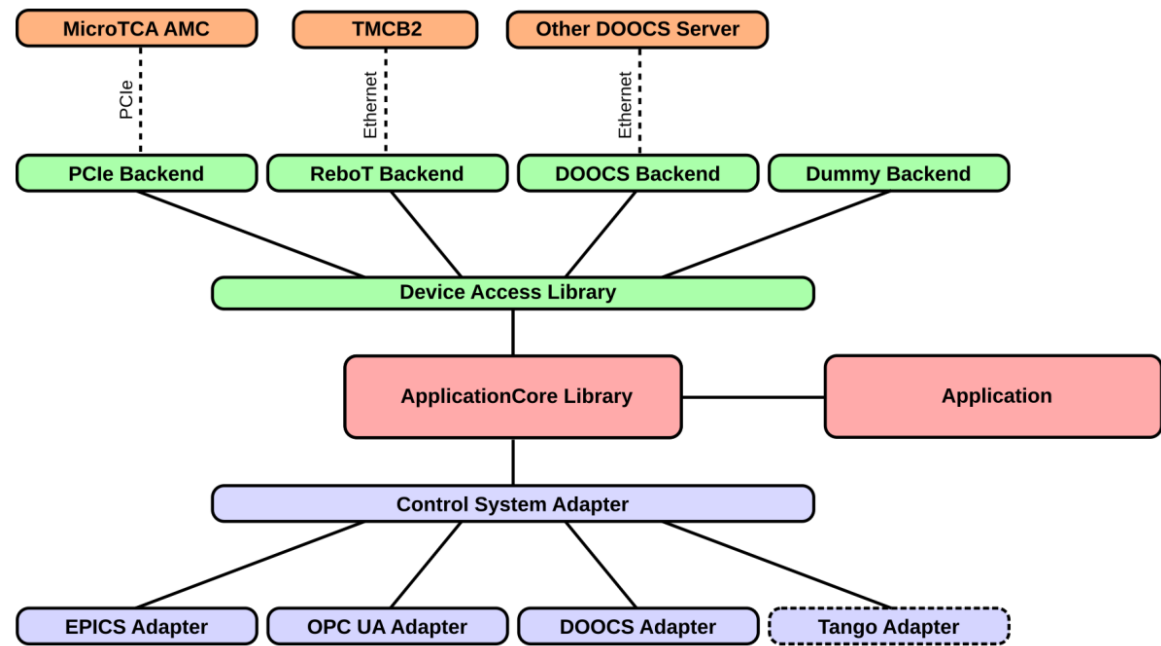 MicroTCA AMC
TMCB2
Other DOOCS Server
PCIe
Ethernet
Ethernet
PCIe Backend
ReboT Backend
DOOCS Backend
Dummy Backend
Device Access Library
ApplicationCore Library
Application
Control System Adapter
EPICS Adapter
OPC UA Adapter
DOOCS Adapter
Tango Adapter